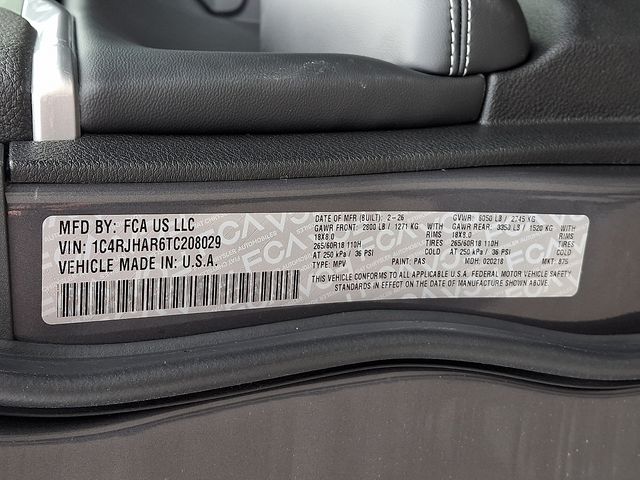 MFD BY: FCA US LLC
VIN: 1C4RJHAR6TC208029
VEHICLE MADE IN: U.S.A.
DATE OF MFR (BUILT): 2-26 GVWR: 6050 LB / 2745 KG
GAWR FRONT: 2800 LB / 1271 KG WITH GAWR REAR: 3353 LB / 1520 KG WITH
18X8.0 RIMS 18X8.0 RIMS
265/60R18 110H TIRES 265/60R18 110H TIRES
AT 250 kPa / 36 PSI COLD AT 250 kPa / 36 PSI COLD
TYPE: MPV PAINT: PAS MDH: 020218 MKT: 875
THIS VEHICLE CONFORMS TO ALL APPLICABLE U.S.A. FEDERAL MOTOR VEHICLE SAFETY
STANDARDS IN EFFECT ON THE DATE OF MANUFACTURE SHOWN ABOVE.